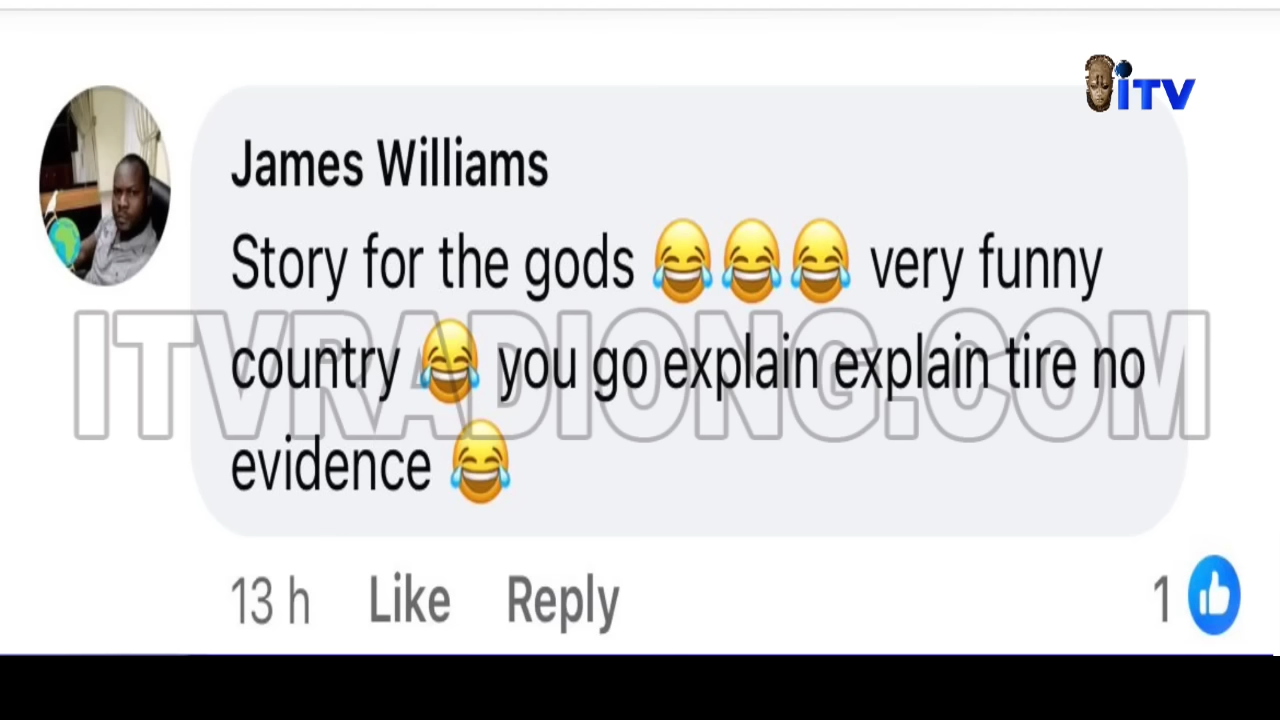 iTV
James Williams
Story for the gods 😂😂😂 very funny
country 😂 you go explain explain tire no
evidence 😂
ITVRADIONG.COM
13 h Like Reply 1